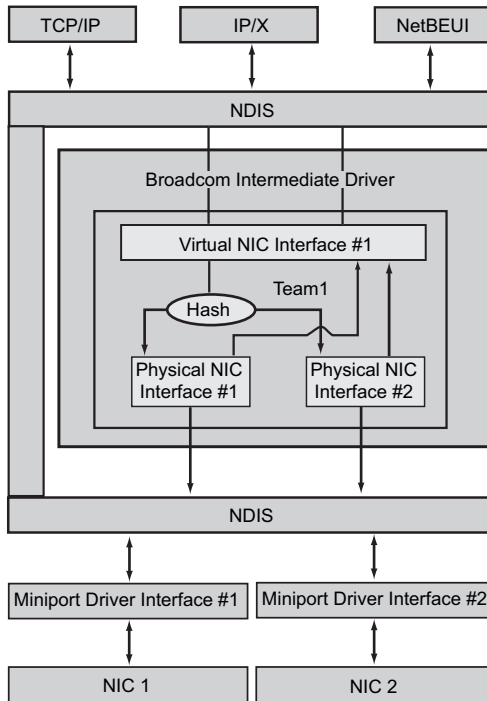 TCP/IP
IP/X
NetBEUI
NDIS
Broadcom Intermediate Driver
Virtual NIC Interface #1
Team1
Hash
Physical NIC
Interface #1
Physical NIC
Interface #2
NDIS
Miniport Driver Interface #1
Miniport Driver Interface #2
NIC 1
NIC 2